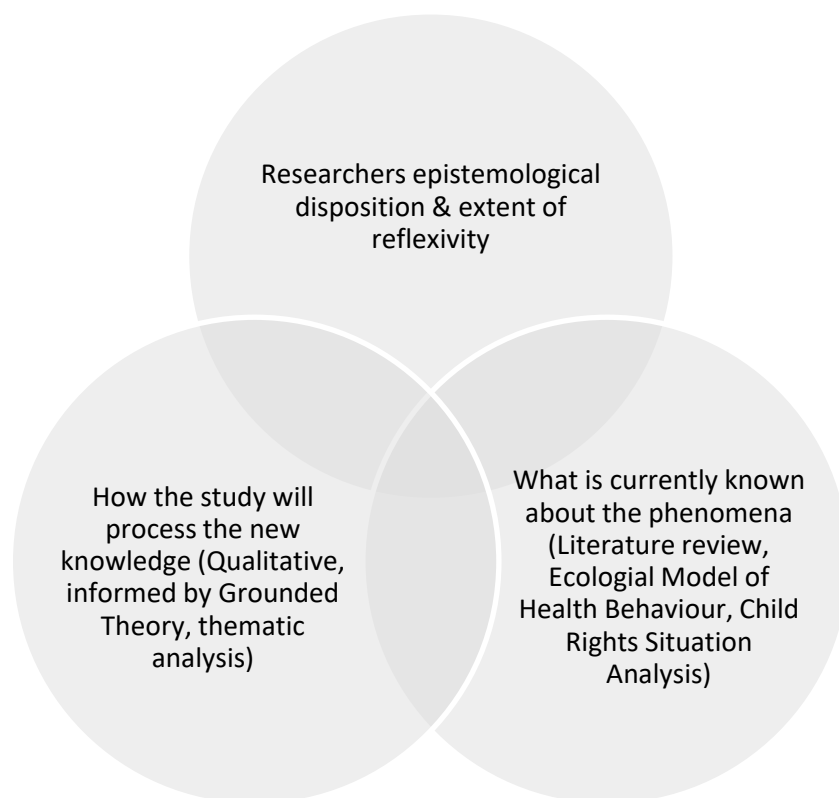 Researchers epistemological
disposition & extent of
reflexivity
How the study will
process the new
knowledge (Qualitative,
informed by Grounded
Theory, thematic
analysis)
What is currently known
about the phenomena
(Literature review,
Ecologial Model of
Health Behaviour, Child
Rights Situation
Analysis)